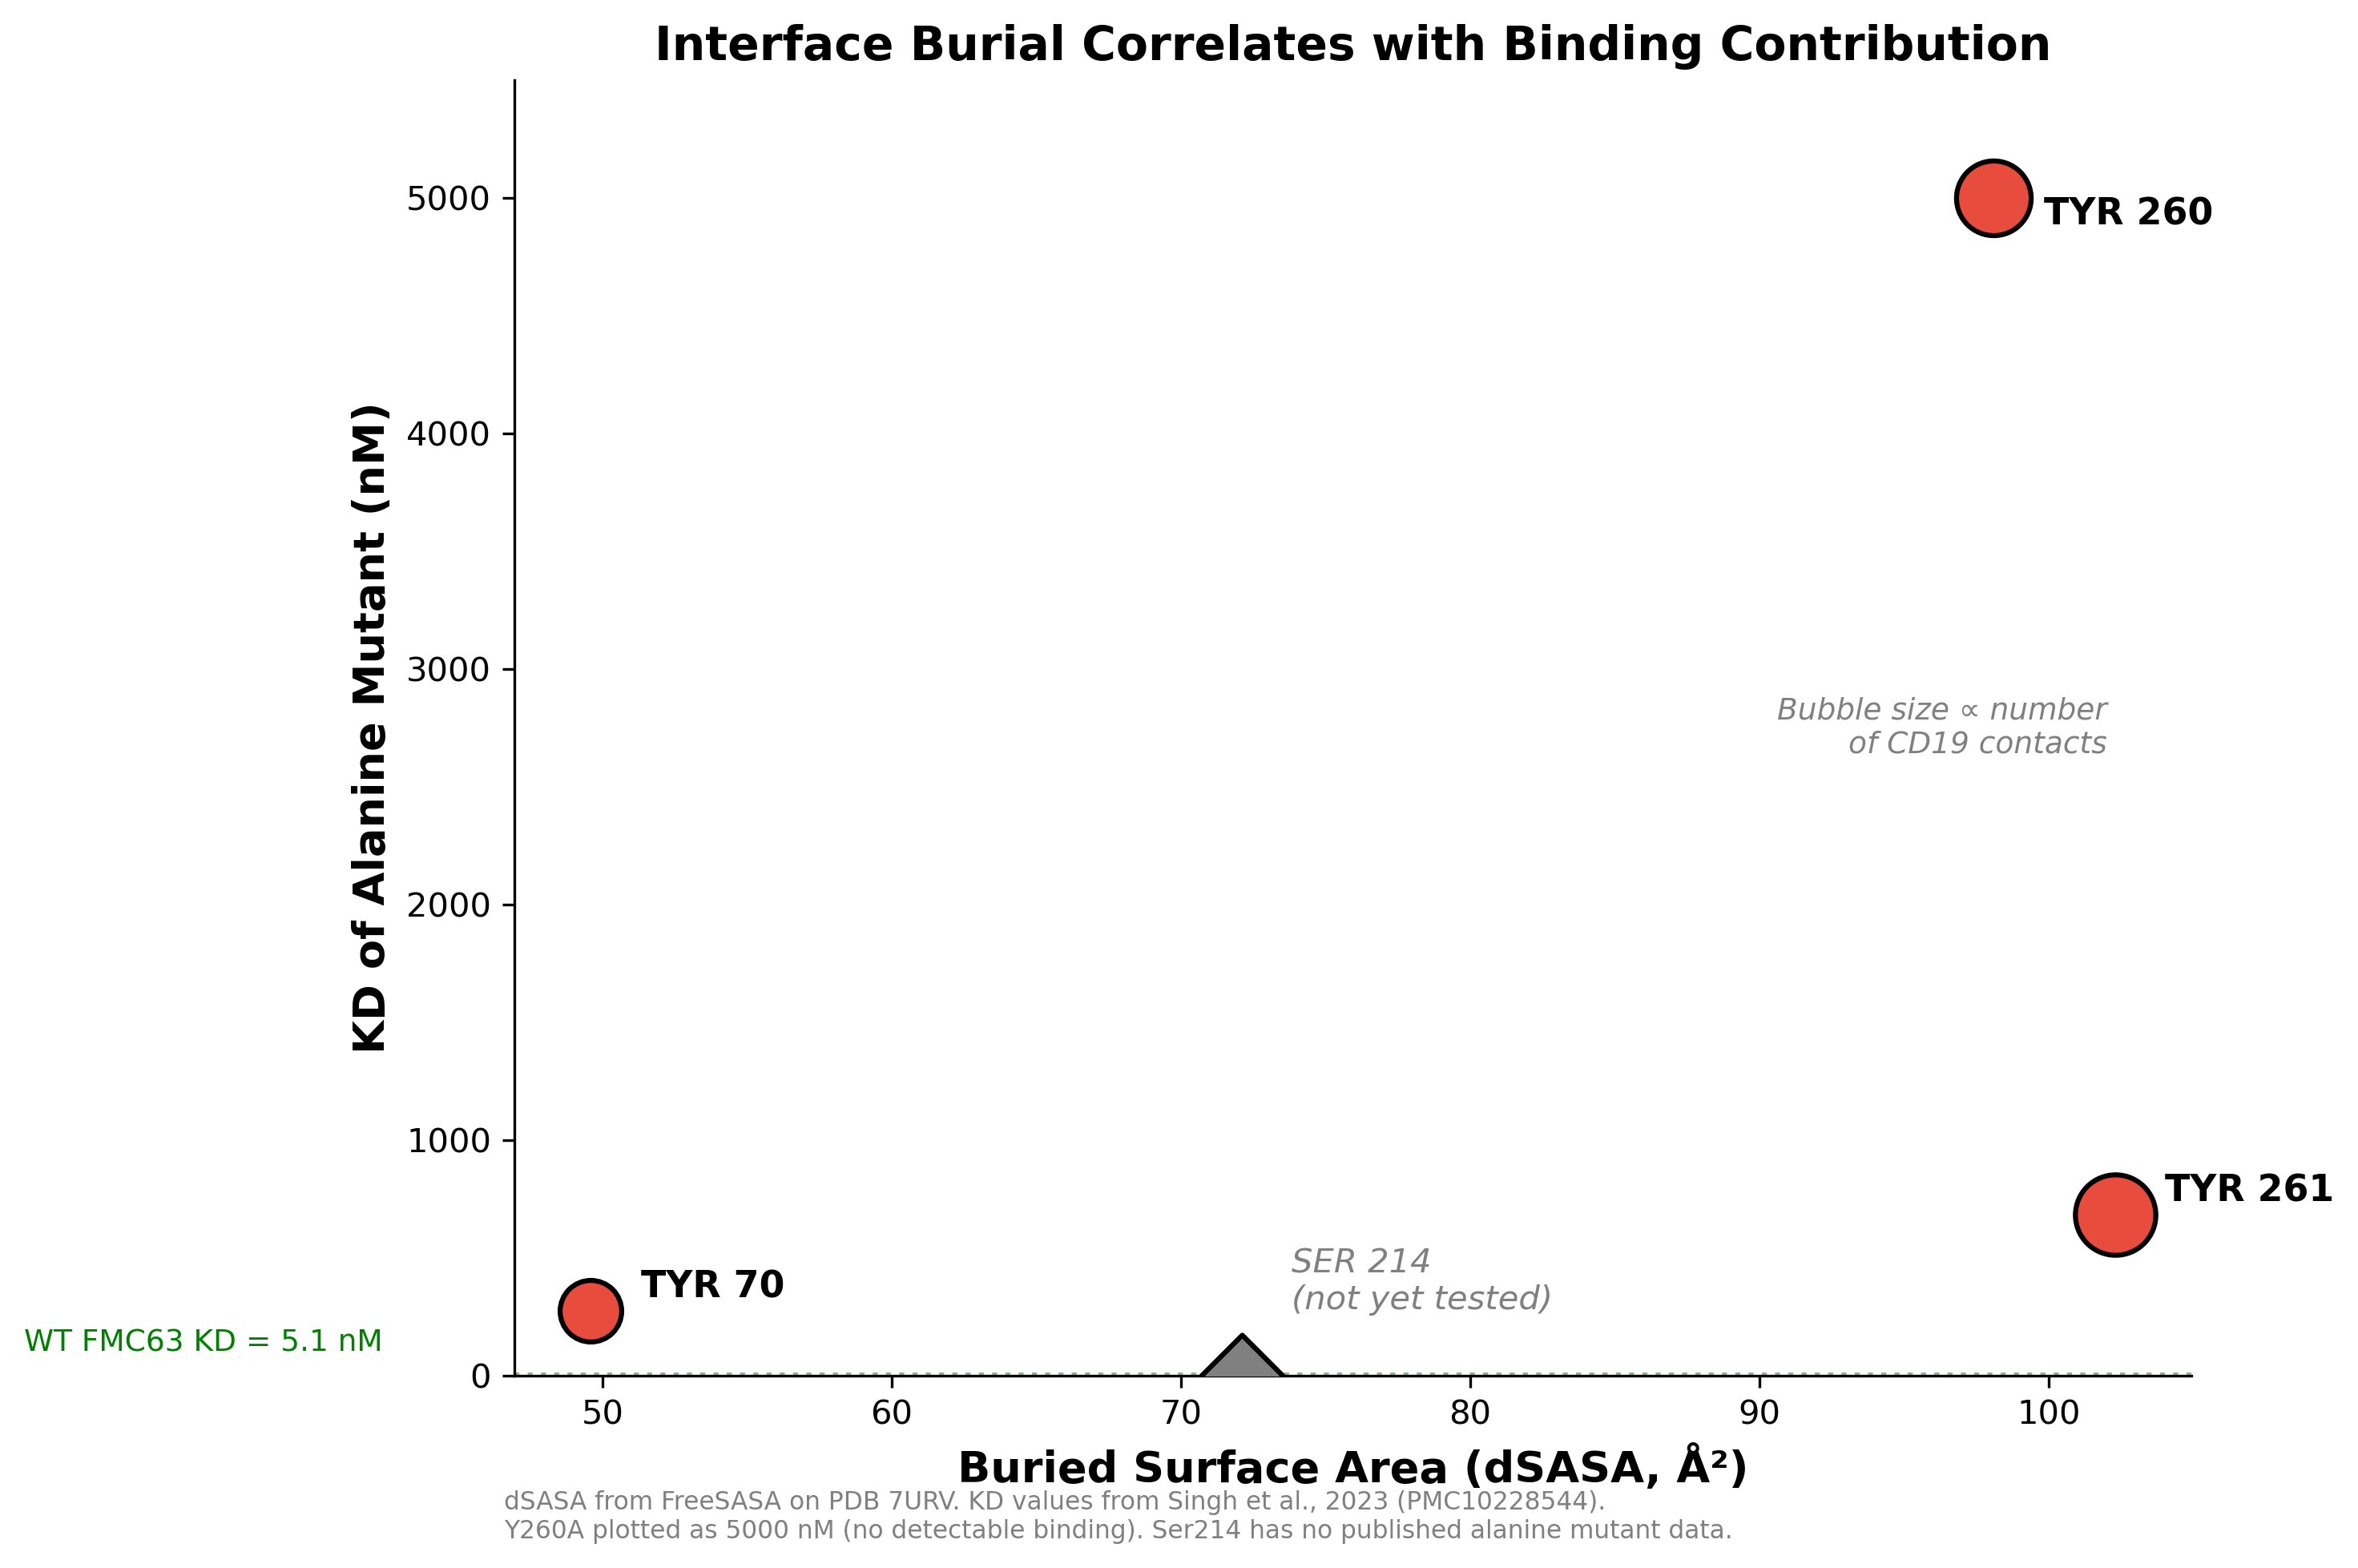 Interface Burial Correlates with Binding Contribution
KD of Alanine Mutant (nM)
5000
4000
3000
2000
1000
0
TYR 260
Bubble size ∝ number
of CD19 contacts
TYR 261
SER 214
(not yet tested)
TYR 70
WT FMC63 KD = 5.1 nM
50 60 70 80 90 100
Buried Surface Area (dSASA, Å²)
dSASA from FreeSASA on PDB 7URV. KD values from Singh et al., 2023 (PMC10228544).
Y260A plotted as 5000 nM (no detectable binding). Ser214 has no published alanine mutant data.